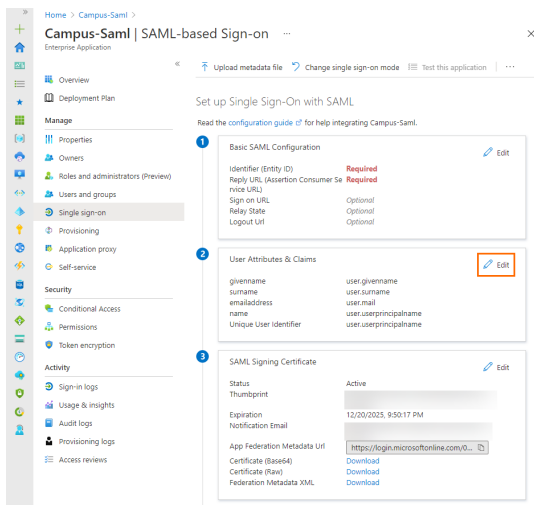 Home > Campus-Saml >
Campus-Saml | SAML-based Sign-on ...
Enterprise Application
Upload metadata file Change single sign-on mode Test this application ...
Overview
Deployment Plan
Manage
Properties
Owners
Roles and administrators (Preview)
Users and groups
Single sign-on
Provisioning
Application proxy
Self-service
Security
Conditional Access
Permissions
Token encryption
Activity
Sign-in logs
Usage & insights
Audit logs
Provisioning logs
Access reviews
Set up Single Sign-On with SAML
Read the configuration guide for help integrating Campus-Saml.
1
Basic SAML Configuration
Edit
Identifier (Entity ID) Required
Reply URL (Assertion Consumer Se Required
rvice URL)
Sign on URL Optional
Relay State Optional
Logout Url Optional
2
User Attributes & Claims
Edit
givenname user.givenname
surname user.surname
emailaddress user.mail
name user.userprincipalname
Unique User Identifier user.userprincipalname
3
SAML Signing Certificate
Edit
Status Active
Thumbprint
Expiration 12/20/2025, 9:50:17 PM
Notification Email
App Federation Metadata Url https://login.microsoftonline.com/0...
Certificate (Base64) Download
Certificate (Raw) Download
Federation Metadata XML Download